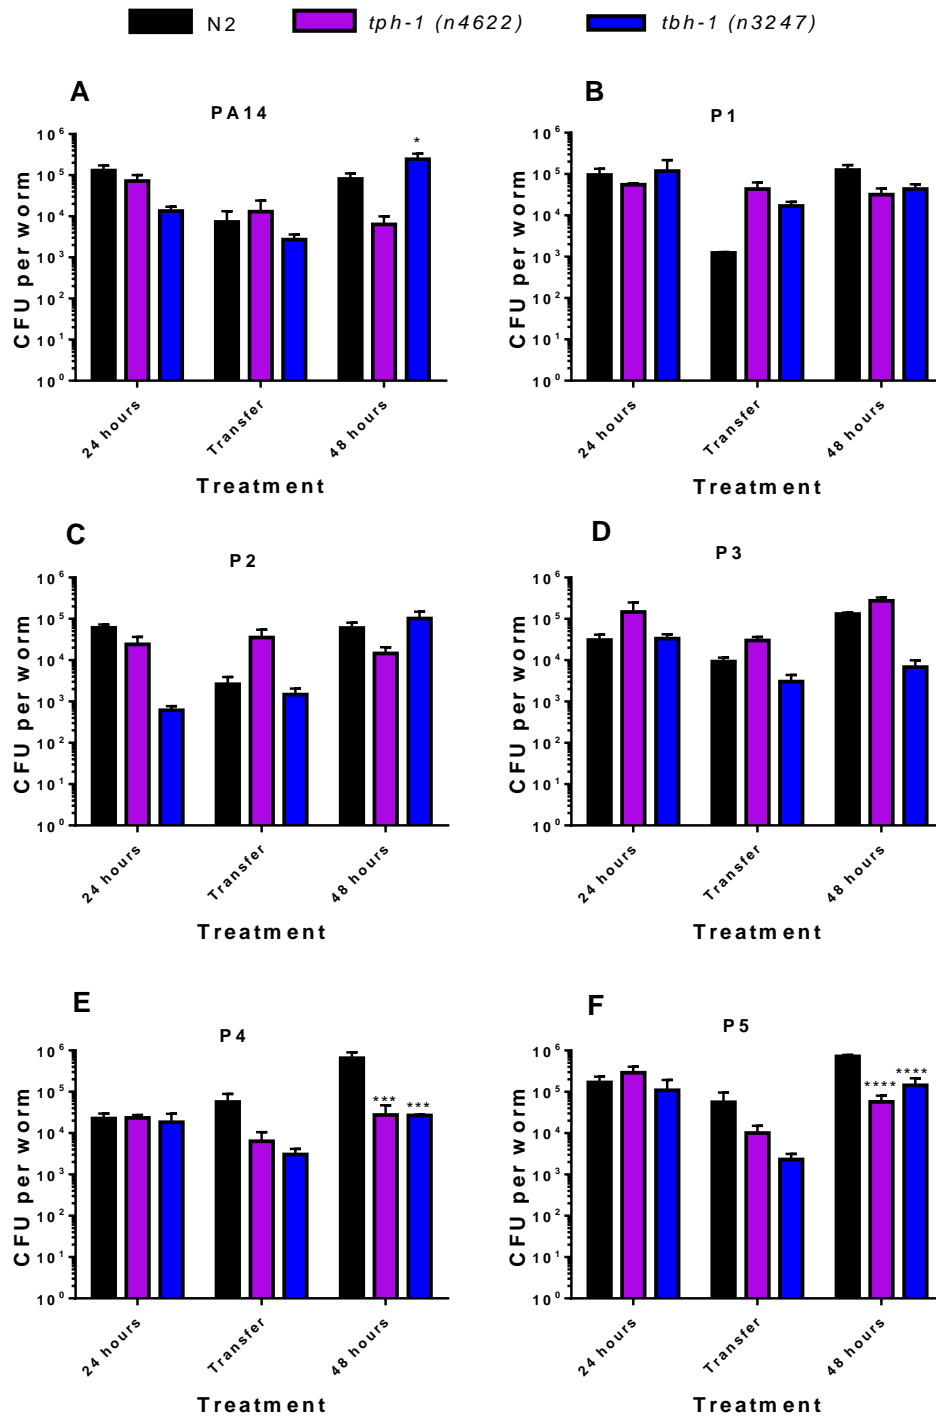 N2 tph-1 (n4622) tbh-1 (n3247)
A
PA14
10⁶
10⁵
10⁴
10³
10²
10¹
10⁰
CFU per worm
*
24 hours
Transfer
48 hours
Treatment
B
P1
10⁶
10⁵
10⁴
10³
10²
10¹
10⁰
CFU per worm
24 hours
Transfer
48 hours
Treatment
C
P2
10⁶
10⁵
10⁴
10³
10²
10¹
10⁰
CFU per worm
24 hours
Transfer
48 hours
Treatment
D
P3
10⁶
10⁵
10⁴
10³
10²
10¹
10⁰
CFU per worm
24 hours
Transfer
48 hours
Treatment
E
P4
10⁶
10⁵
10⁴
10³
10²
10¹
10⁰
CFU per worm
*** ***
24 hours
Transfer
48 hours
Treatment
F
P5
10⁶
10⁵
10⁴
10³
10²
10¹
10⁰
CFU per worm
**** ****
24 hours
Transfer
48 hours
Treatment